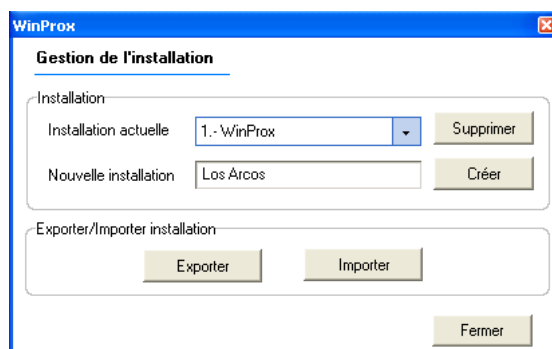 WinProx
Gestion de l'installation
Installation
Installation actuelle 1.- WinProx Supprimer
Nouvelle installation Los Arcos Créer
Exporter/Importer installation
Exporter Importer
Fermer